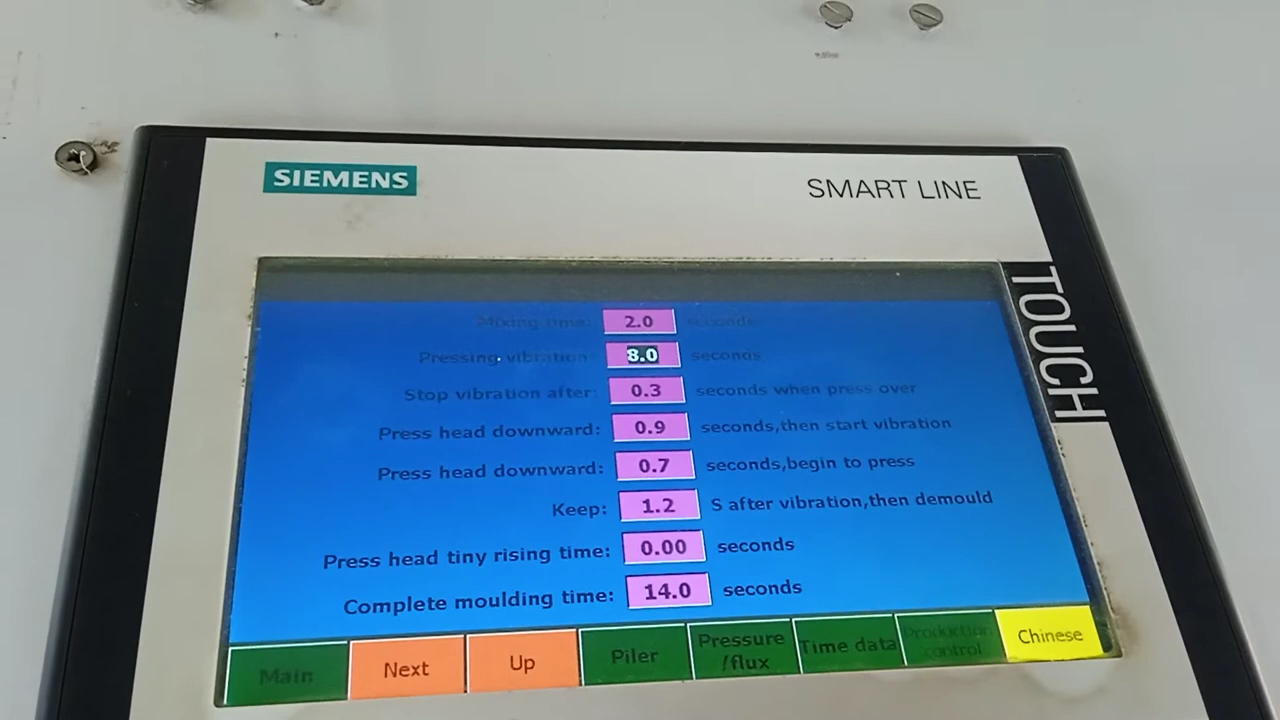 SIEMENS
SMART LINE
TOUCH
Mixing time: 2.0 seconds
Pressing vibration: 8.0 seconds
Stop vibration after: 0.3 seconds when press over
Press head downward: 0.9 seconds,then start vibration
Press head downward: 0.7 seconds,begin to press
Keep: 1.2 S after vibration,then demould
Press head tiny rising time: 0.00 seconds
Complete moulding time: 14.0 seconds
Main Next Up Piler Pressure /flux Time data Production control Chinese